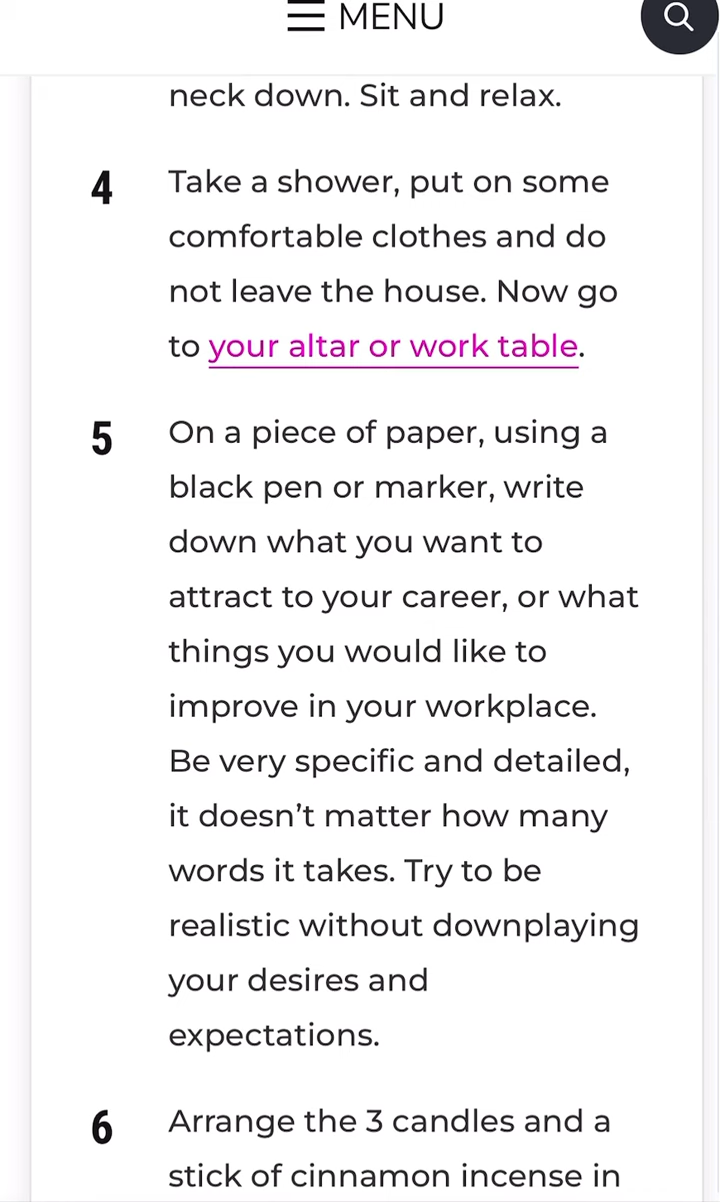 MENU
neck down. Sit and relax.
4 Take a shower, put on some
comfortable clothes and do
not leave the house. Now go
to your altar or work table.
5 On a piece of paper, using a
black pen or marker, write
down what you want to
attract to your career, or what
things you would like to
improve in your workplace.
Be very specific and detailed,
it doesn’t matter how many
words it takes. Try to be
realistic without downplaying
your desires and
expectations.
6 Arrange the 3 candles and a
stick of cinnamon incense in